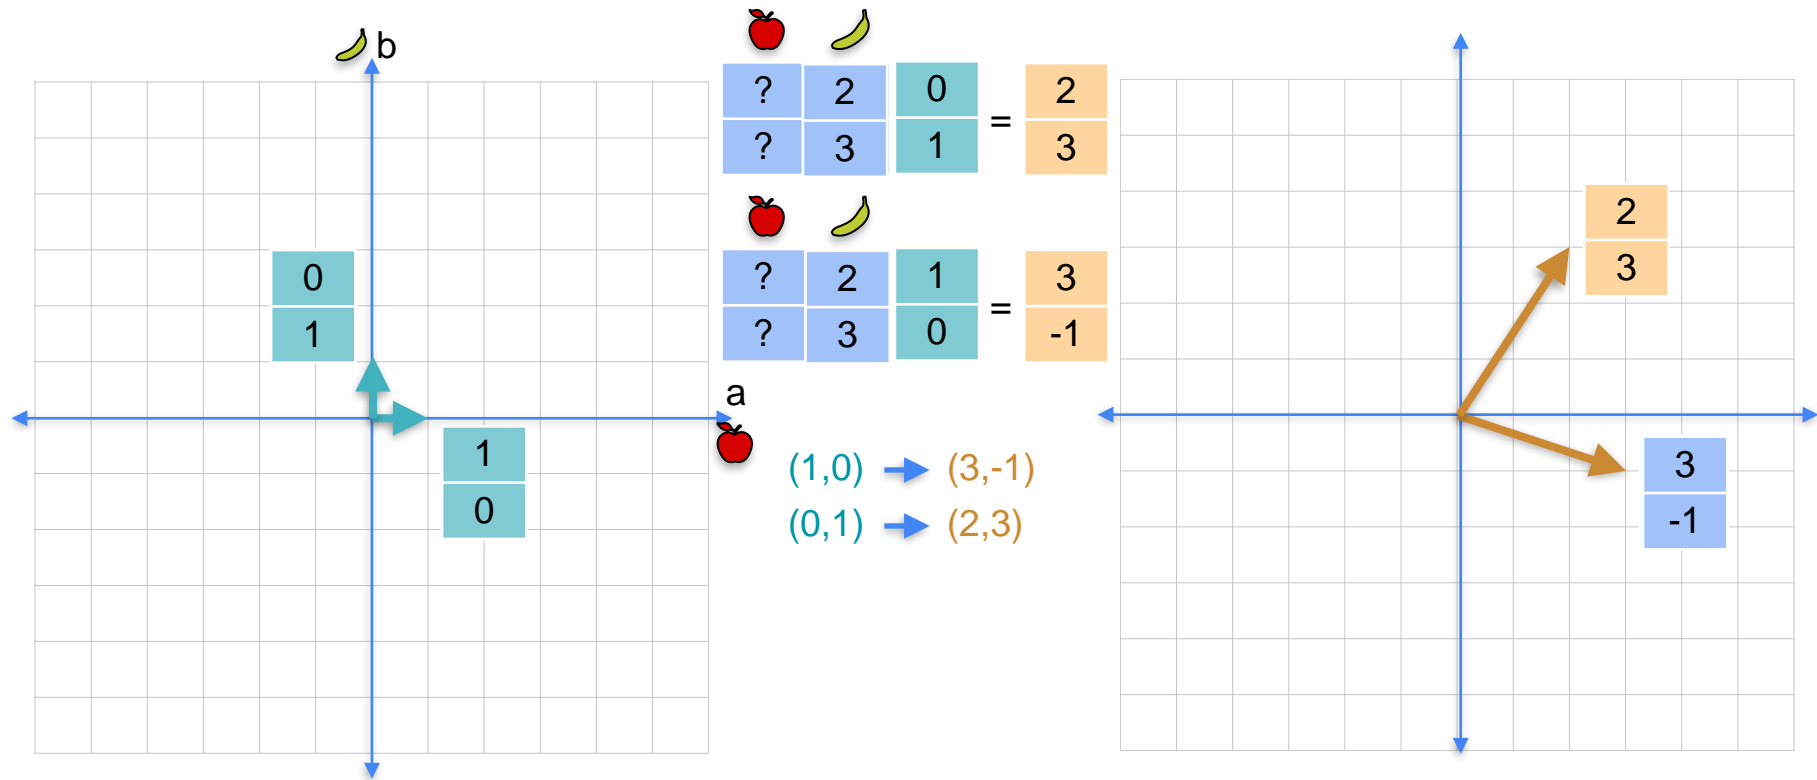 b
? 2 0 = 2
? 3 1 3
? 2 1 = 3
? 3 0 -1
0
1
a
1
0
(1,0) (3,-1)
(0,1) (2,3)
2
3
3
-1